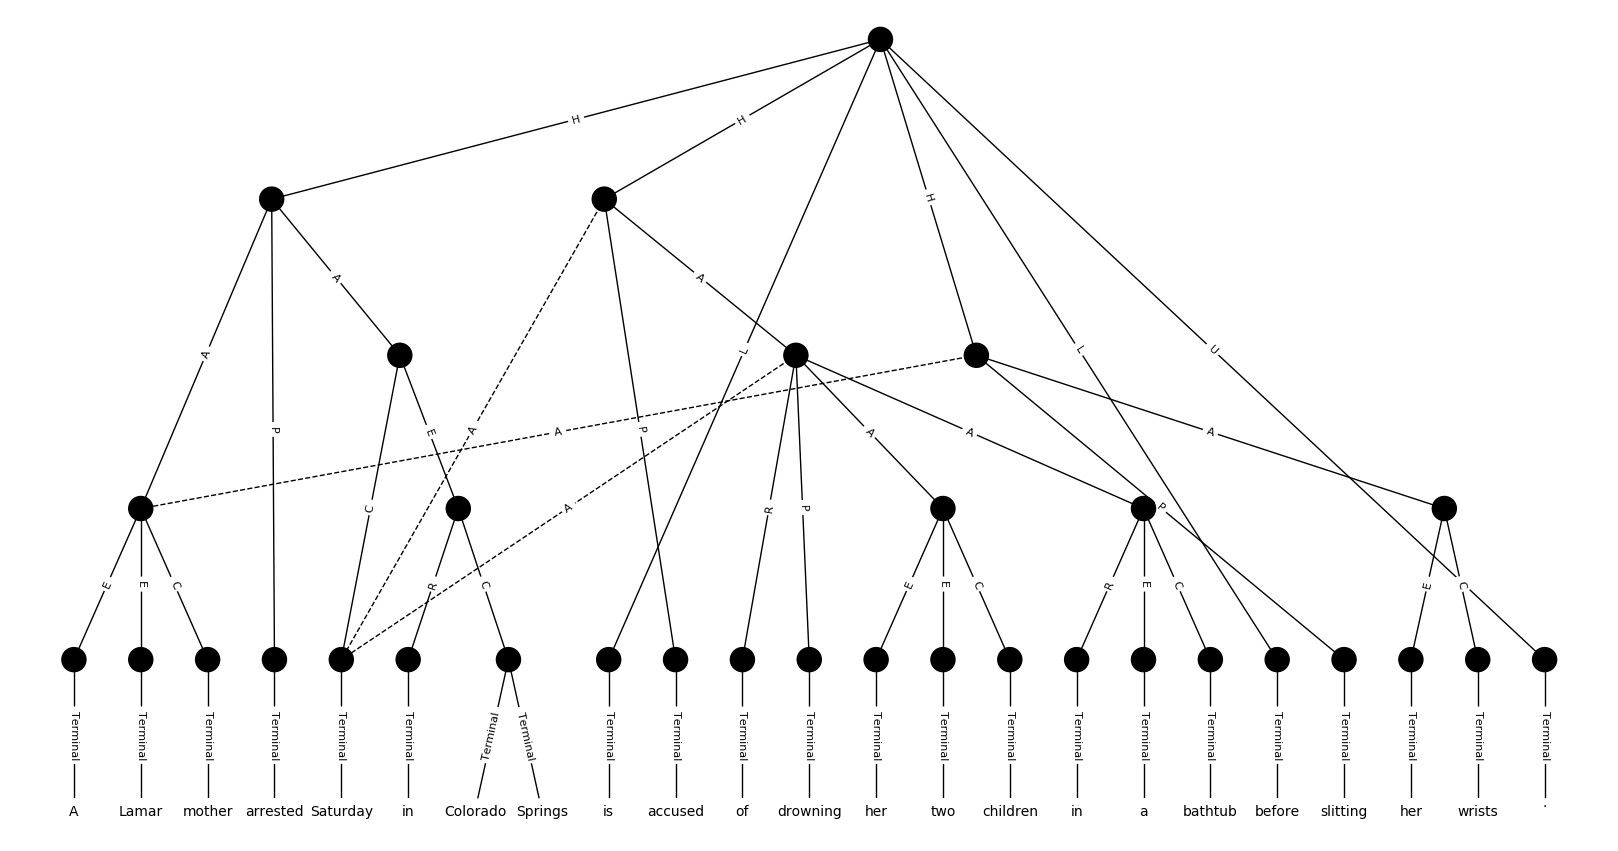 H H
H
A A
A L L U
P E A P A A A
C A R P P
E E C R C E E C R E C E C
Terminal Terminal Terminal Terminal Terminal Terminal Terminal Terminal Terminal Terminal Terminal Terminal Terminal Terminal Terminal Terminal Terminal Terminal Terminal Terminal Terminal Terminal Terminal
A Lamar mother arrested Saturday in Colorado Springs is accused of drowning her two children in a bathtub before slitting her wrists .